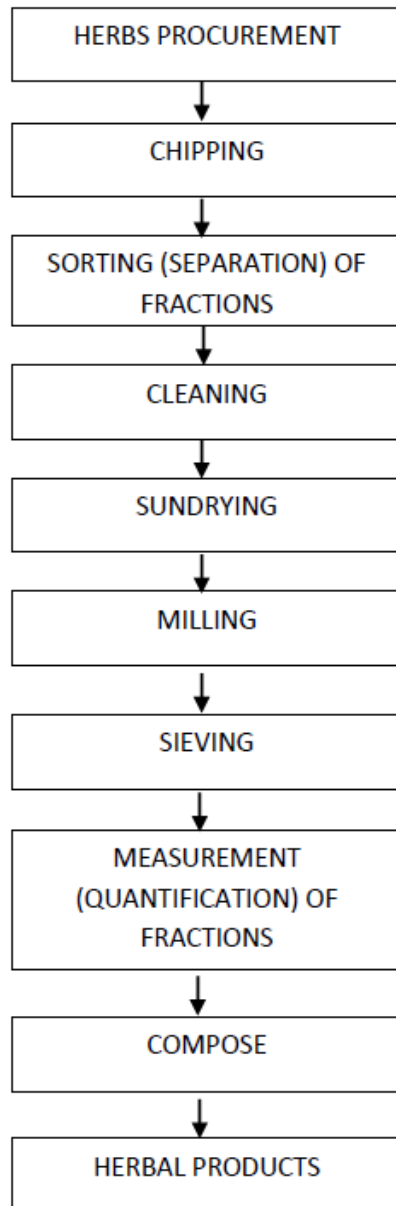 HERBS PROCUREMENT
CHIPPING
SORTING (SEPARATION) OF
FRACTIONS
CLEANING
SUNDRYING
MILLING
SIEVING
MEASUREMENT
(QUANTIFICATION) OF
FRACTIONS
COMPOSE
HERBAL PRODUCTS